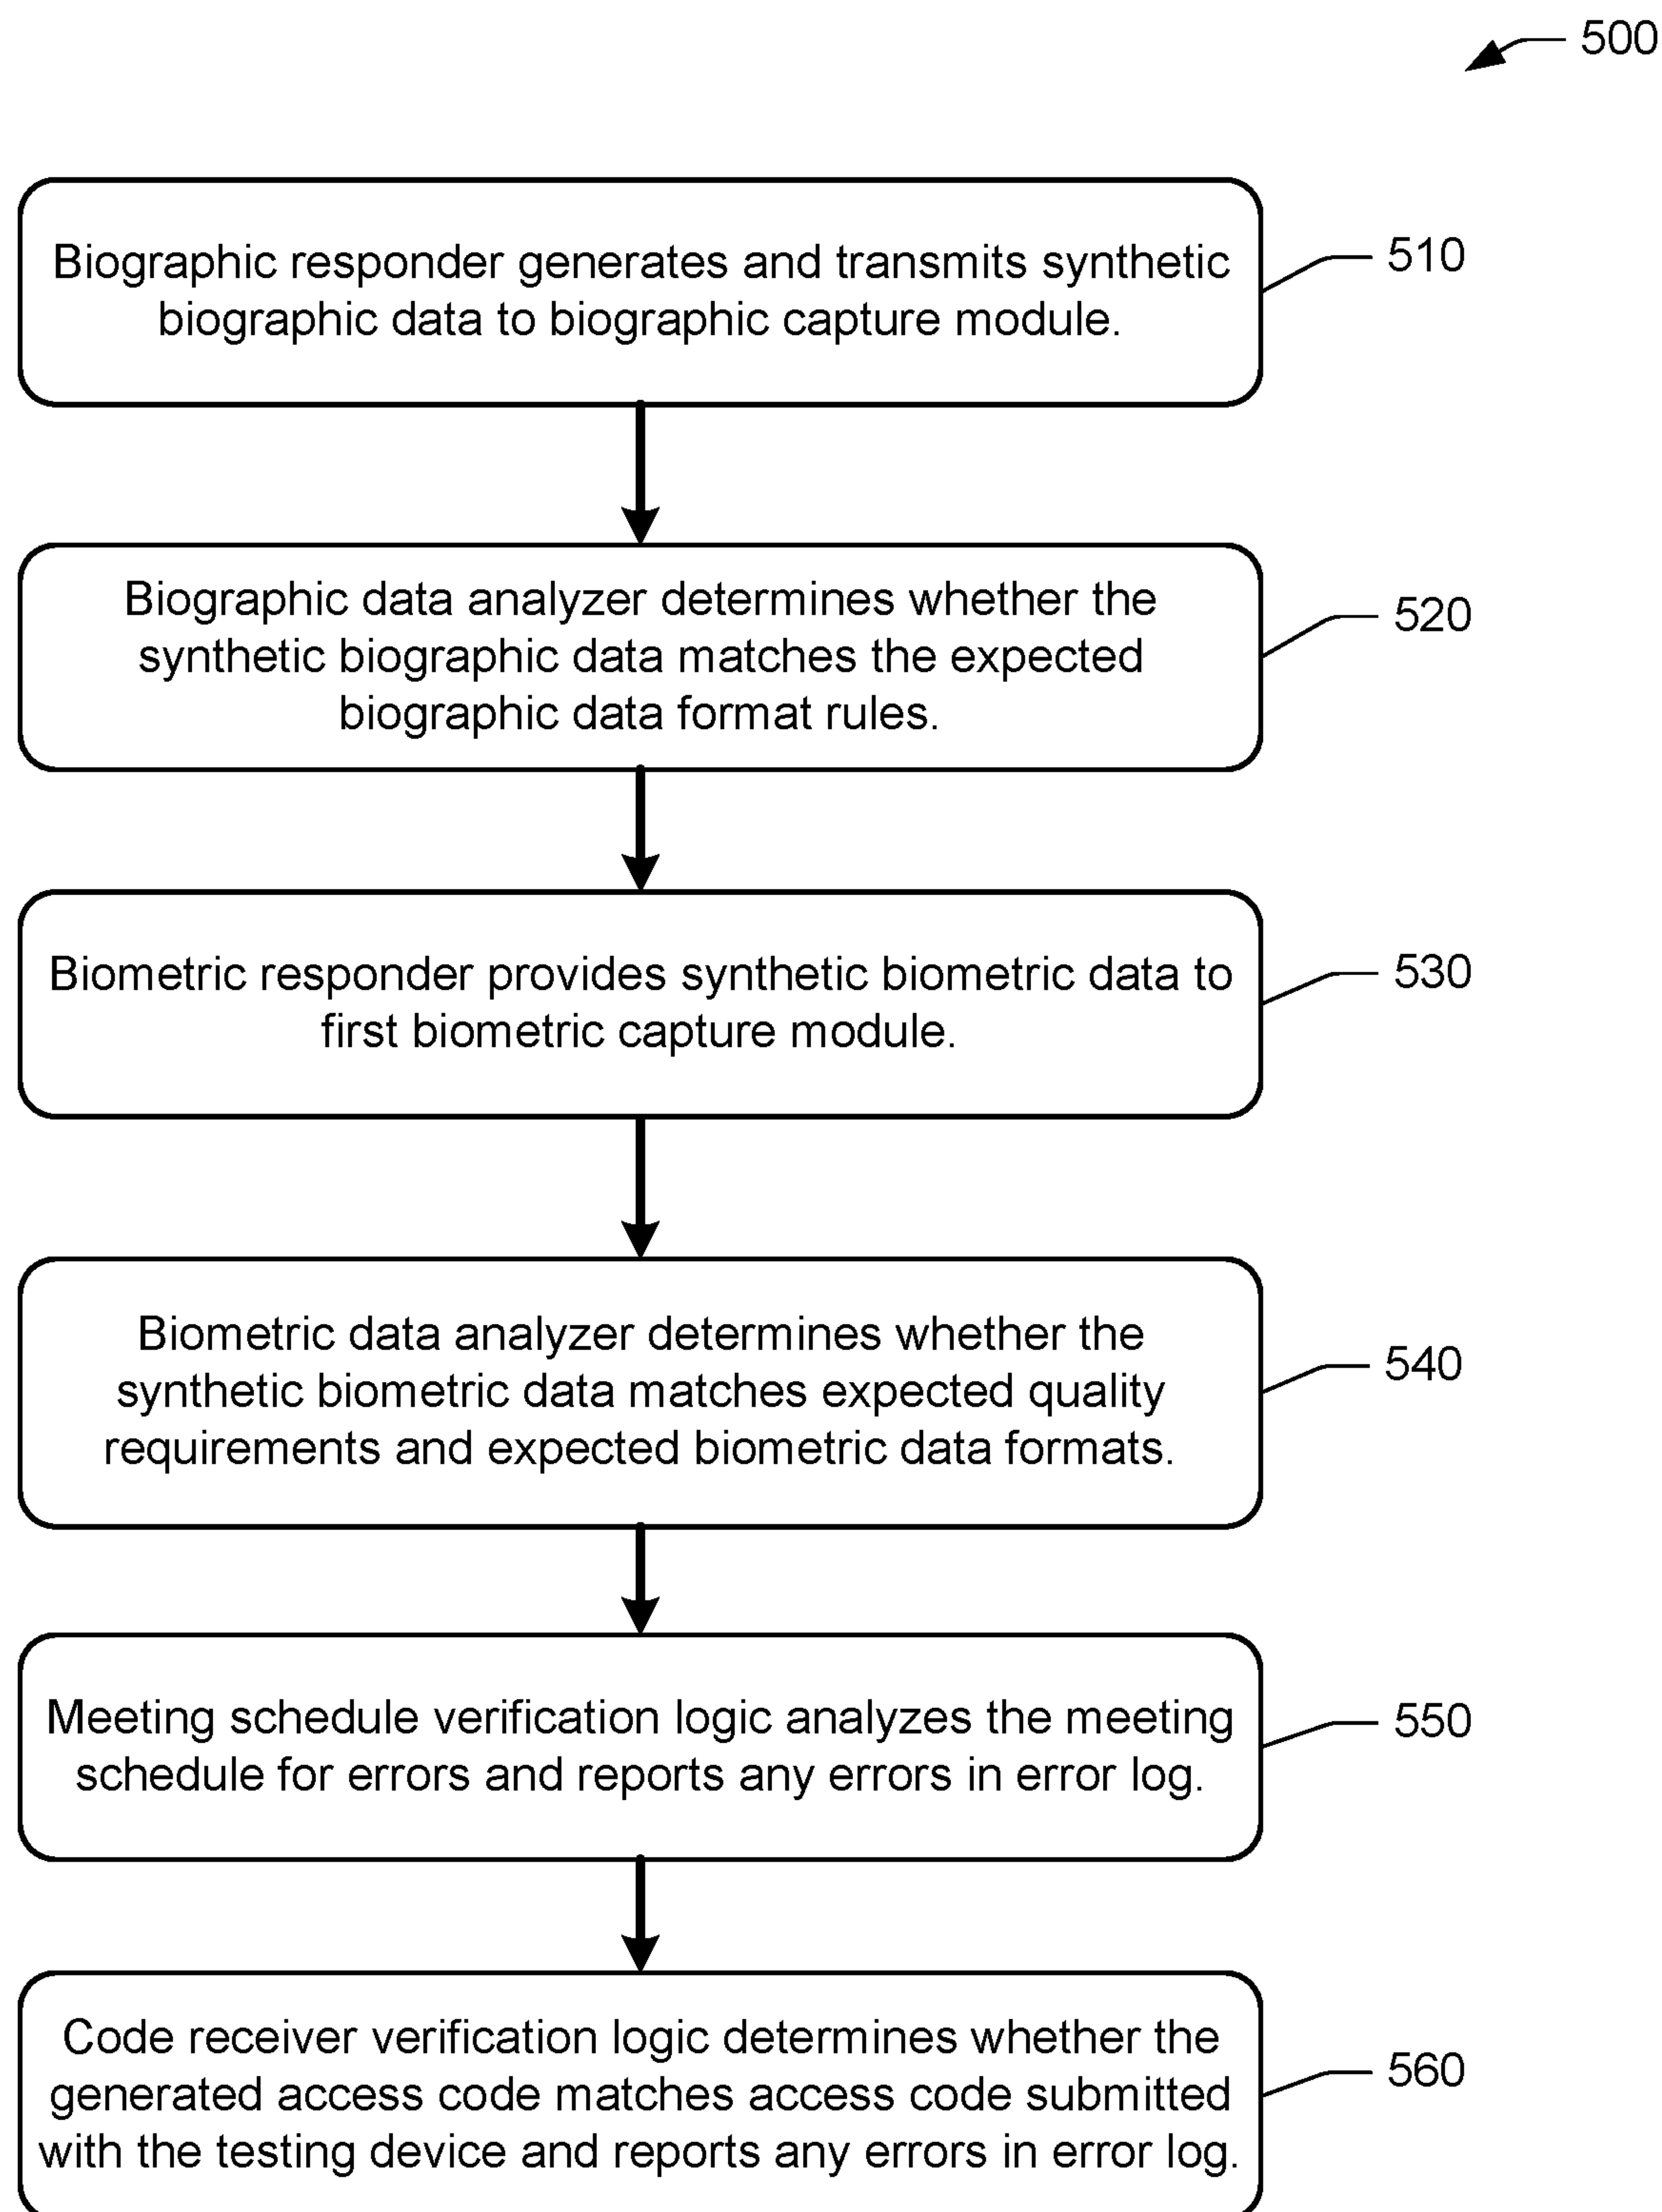 500
Biographic responder generates and transmits synthetic
biographic data to biographic capture module.
510
Biographic data analyzer determines whether the
synthetic biographic data matches the expected
biographic data format rules.
520
Biometric responder provides synthetic biometric data to
first biometric capture module.
530
Biometric data analyzer determines whether the
synthetic biometric data matches expected quality
requirements and expected biometric data formats.
540
Meeting schedule verification logic analyzes the meeting
schedule for errors and reports any errors in error log.
550
Code receiver verification logic determines whether the
generated access code matches access code submitted
with the testing device and reports any errors in error log.
560